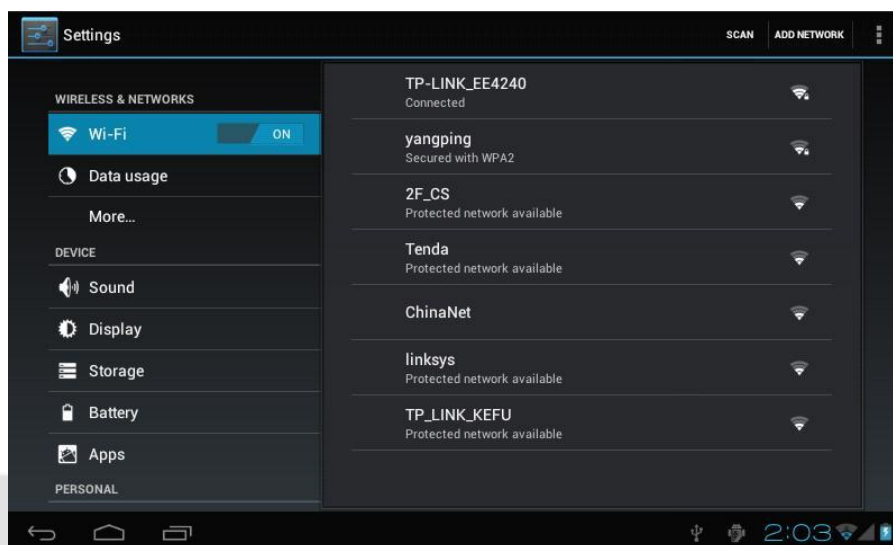 Settings
SCAN
ADD NETWORK
WIRELESS & NETWORKS
Wi-Fi
ON
Data usage
More...
DEVICE
Sound
Display
Storage
Battery
Apps
PERSONAL
TP-LINK_EE4240
Connected
yangping
Secured with WPA2
2F_CS
Protected network available
Tenda
Protected network available
ChinaNet
linksys
Protected network available
TP_LINK_KEFU
Protected network available
2:03